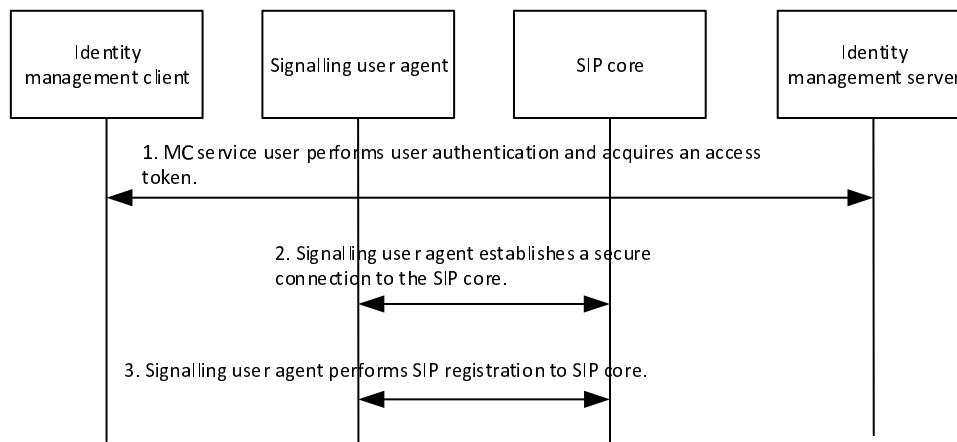 Identity
management client
Signalling user agent
SIP core
Identity
management server
1. MC service user performs user authentication and acquires an access
token.
2. Signalling user agent establishes a secure
connection to the SIP core.
3. Signalling user agent performs SIP registration to SIP core.